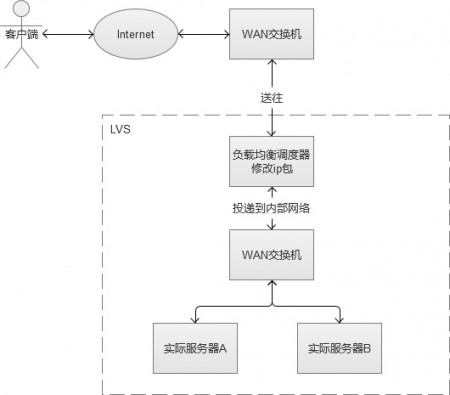 客户端
Internet
WAN交换机
送往
LVS
负载均衡调度器
修改ip包
投递到内部网络
WAN交换机
实际服务器A
实际服务器B